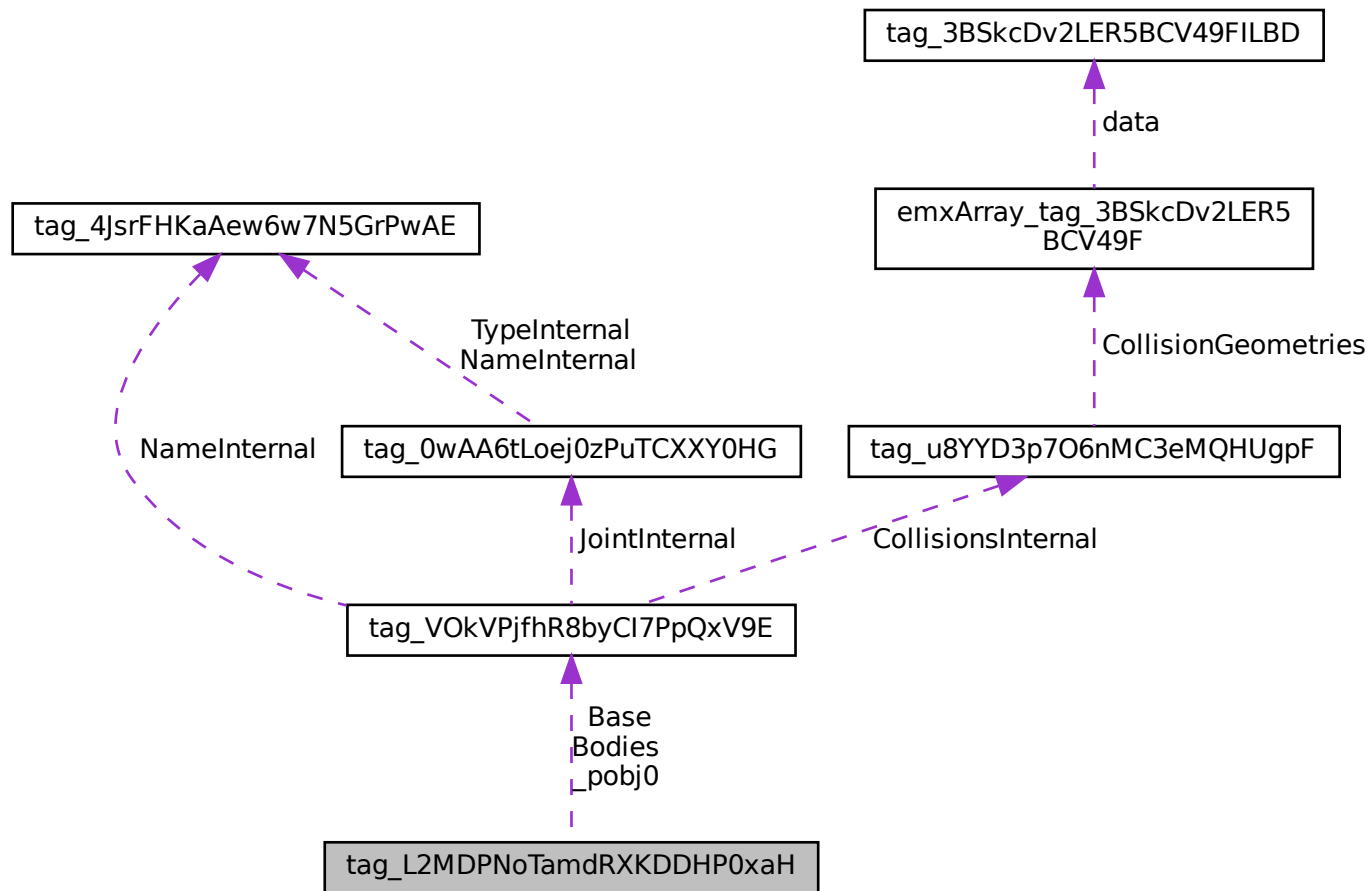 tag_3BSkcDv2LER5BCV49FILBD
data
tag_4JsrFHKaAew6w7N5GrPwAE
emxArray_tag_3BSkcDv2LER5
BCV49F
TypeInternal
NameInternal
CollisionGeometries
NameInternal
tag_0wAA6tLoej0zPuTCXXY0HG
tag_u8YYD3p7O6nMC3eMQHUgpF
JointInternal
CollisionsInternal
tag_VOkVPjfhR8byCI7PpQxV9E
Base
Bodies
_pobj0
tag_L2MDPNoTamdRXKDDHP0xaH